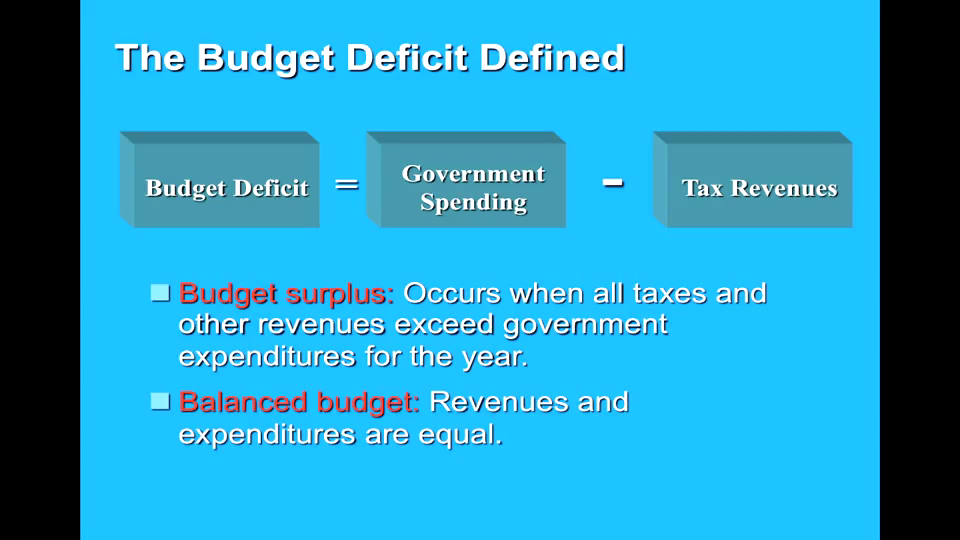 The Budget Deficit Defined
Budget Deficit = Government Spending - Tax Revenues
Budget surplus: Occurs when all taxes and
other revenues exceed government
expenditures for the year.
Balanced budget: Revenues and
expenditures are equal.